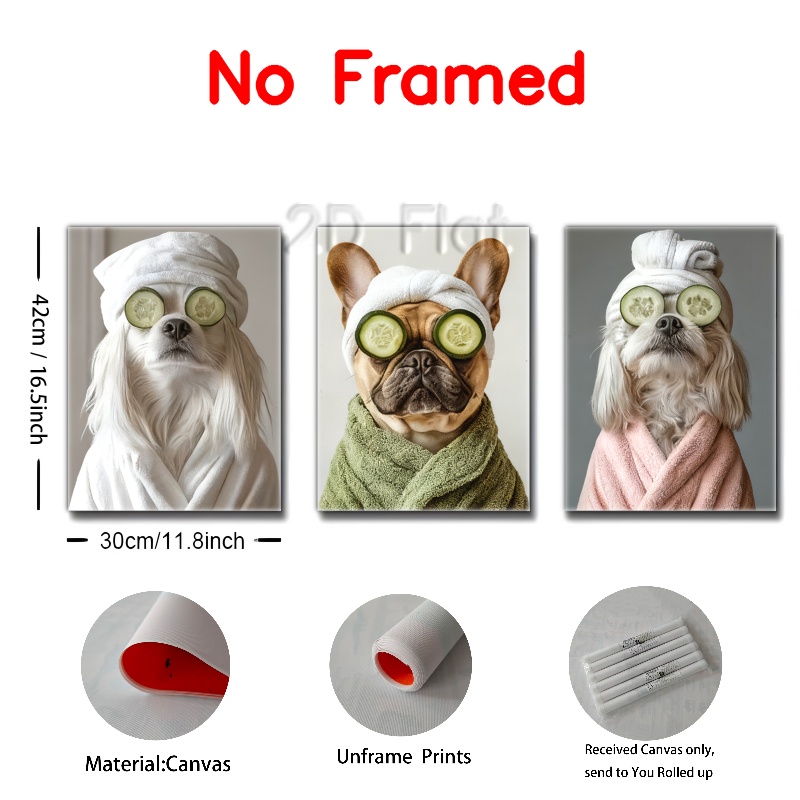 No Framed
2D Flat
42cm / 16.5inch
30cm/11.8inch
Material:Canvas
Unframe Prints
Received Canvas only,
send to You Rolled up